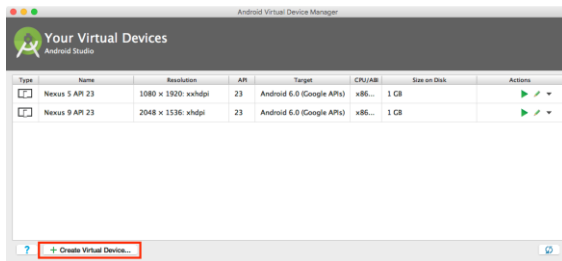 Android Virtual Device Manager
Your Virtual Devices
Android Studio
Type Name Resolution API Target CPU/ABI Size on Disk Actions
Nexus 5 API 23 1080 × 1920: xxhdpi 23 Android 6.0 (Google APIs) x86... 1 GB
Nexus 9 API 23 2048 × 1536: xhdpi 23 Android 6.0 (Google APIs) x86... 1 GB
? + Create Virtual Device...